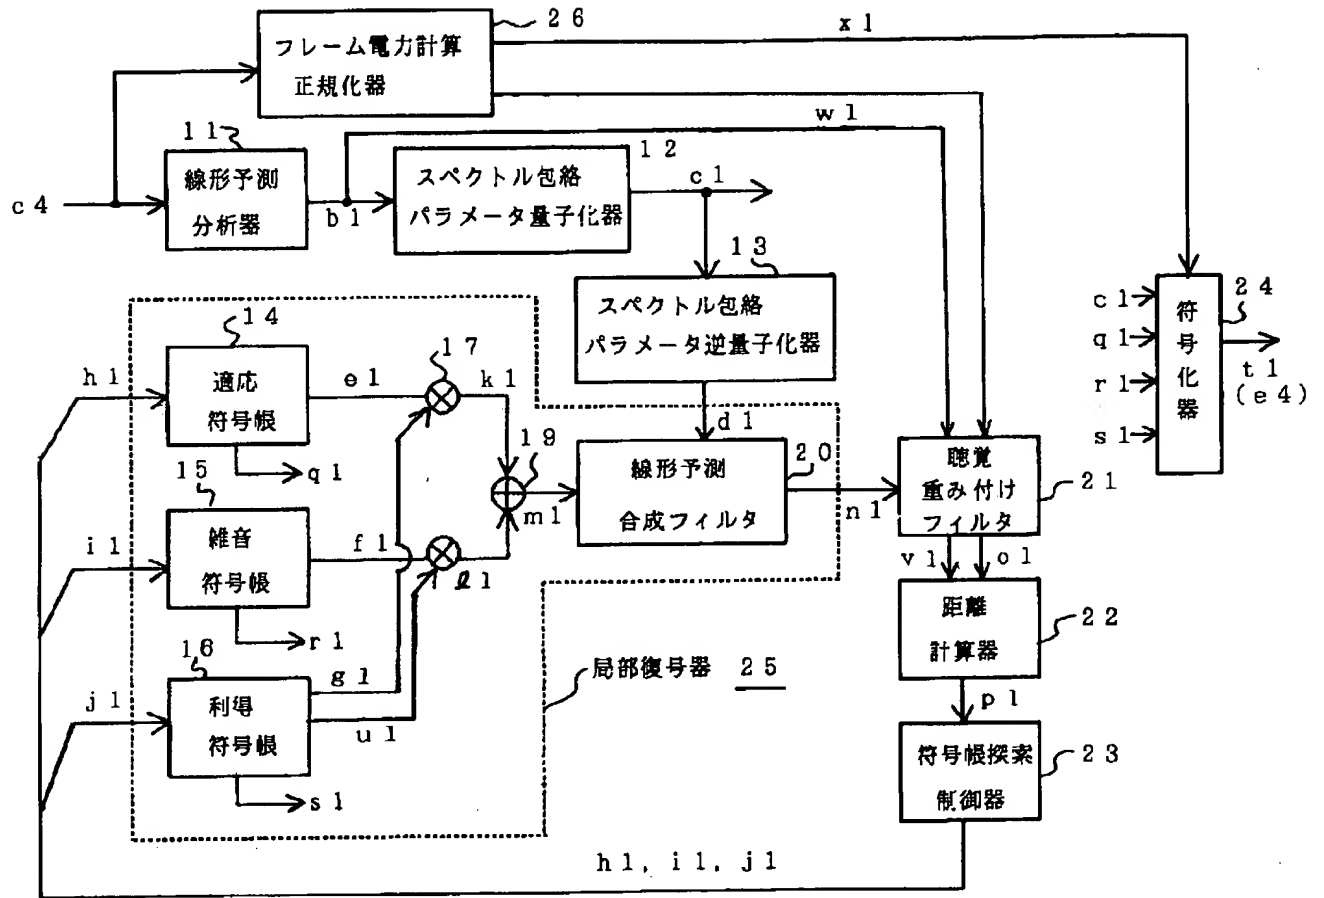 26
フレーム電力計算
正規化器
x1
w1
11
線形予測
分析器
c4
b1
12
スペクトル包絡
パラメータ量子化器
c1
13
スペクトル包絡
パラメータ逆量子化器
d1
24
符号化器
c1
q1
r1
s1
t1
(e4)
14
適応
符号帳
h1
e1
q1
17
k1
19
m1
20
線形予測
合成フィルタ
n1
聴覚
重み付け
フィルタ
21
15
雑音
符号帳
i1
f1
r1
ℓ1
v1
o1
距離
計算器
22
16
利得
符号帳
j1
g1
u1
s1
局部復号器 25
p1
符号帳探索
制御器
23
h1, i1, j1